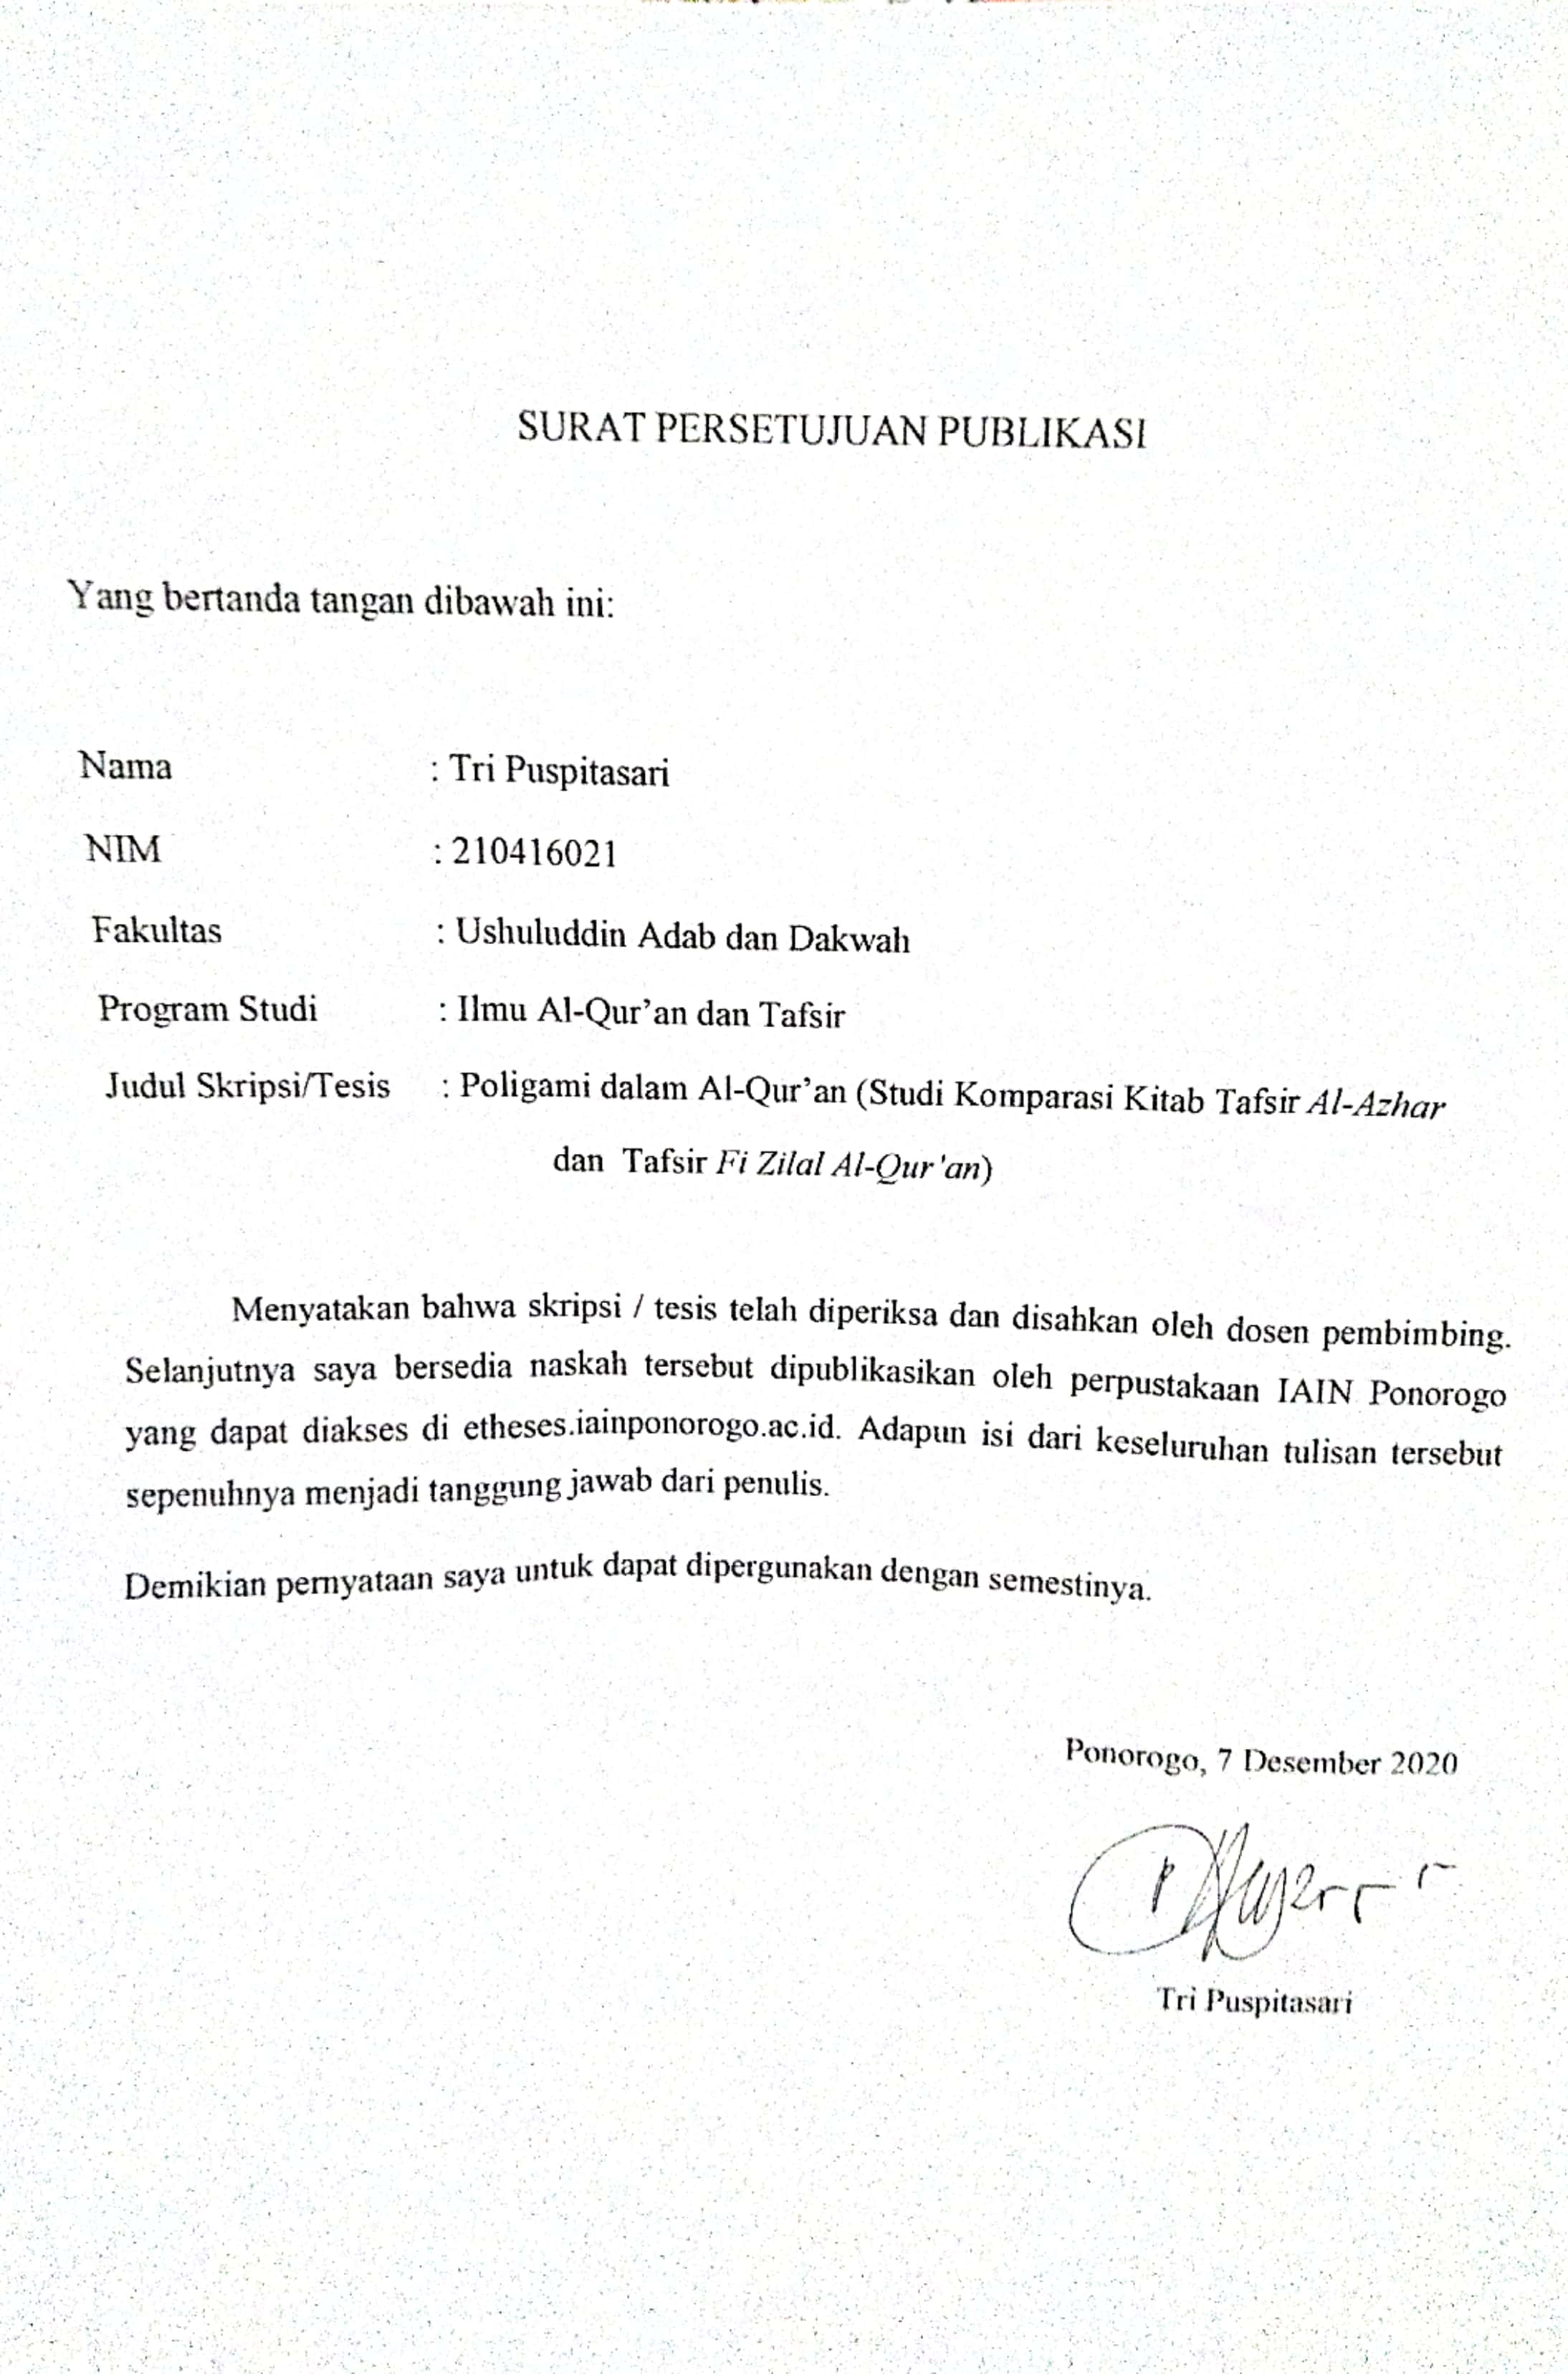 SURAT PERSETUJUAN PUBLIKASI
Yang bertanda tangan dibawah ini:
Nama : Tri Puspitasari
NIM : 210416021
Fakultas : Ushuluddin Adab dan Dakwah
Program Studi : Ilmu Al-Qur’an dan Tafsir
Judul Skripsi/Tesis : Poligami dalam Al-Qur’an (Studi Komparasi Kitab Tafsir Al-Azhar
dan Tafsir Fi Zilal Al-Qur'an)
Menyatakan bahwa skripsi / tesis telah diperiksa dan disahkan oleh dosen pembimbing.
Selanjutnya saya bersedia naskah tersebut dipublikasikan oleh perpustakaan IAIN Ponorogo
yang dapat diakses di etheses.iainponorogo.ac.id. Adapun isi dari keseluruhan tulisan tersebut
sepenuhnya menjadi tanggung jawab dari penulis.
Demikian pernyataan saya untuk dapat dipergunakan dengan semestinya.
Ponorogo, 7 Desember 2020
Tri Puspitasari